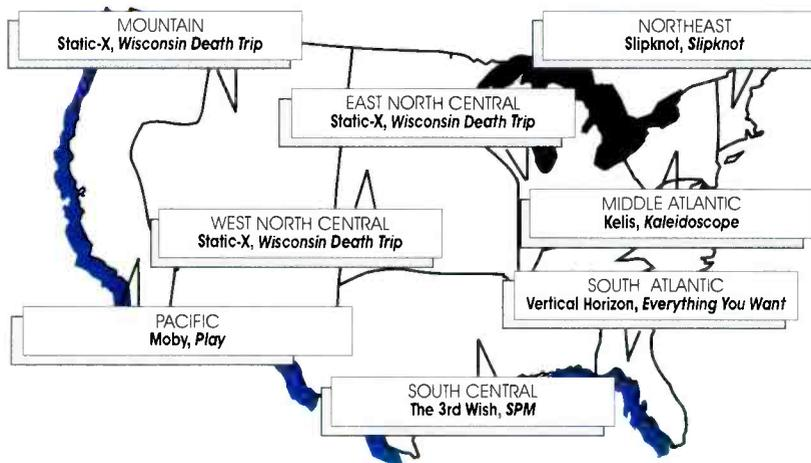 MOUNTAIN
Static-X, Wisconsin Death Trip
NORTHEAST
Slipknot, Slipknot
EAST NORTH CENTRAL
Static-X, Wisconsin Death Trip
MIDDLE ATLANTIC
Kelis, Kaleidoscope
WEST NORTH CENTRAL
Static-X, Wisconsin Death Trip
SOUTH ATLANTIC
Vertical Horizon, Everything You Want
PACIFIC
Moby, Play
SOUTH CENTRAL
The 3rd Wish, SPM